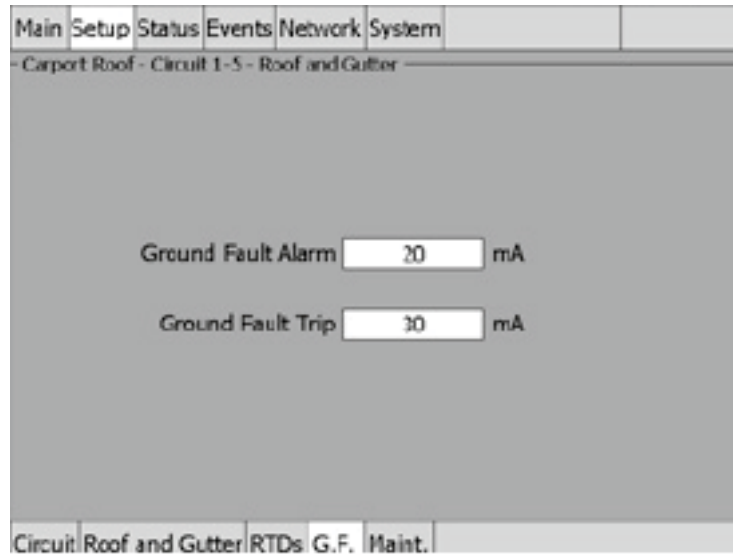 Main Setup Status Events Network System
Carport Roof - Circuit 1-5 - Roof and Gutter
Ground Fault Alarm 20 mA
Ground Fault Trip 30 mA
Circuit Roof and Gutter RTDs G.F. Maint.